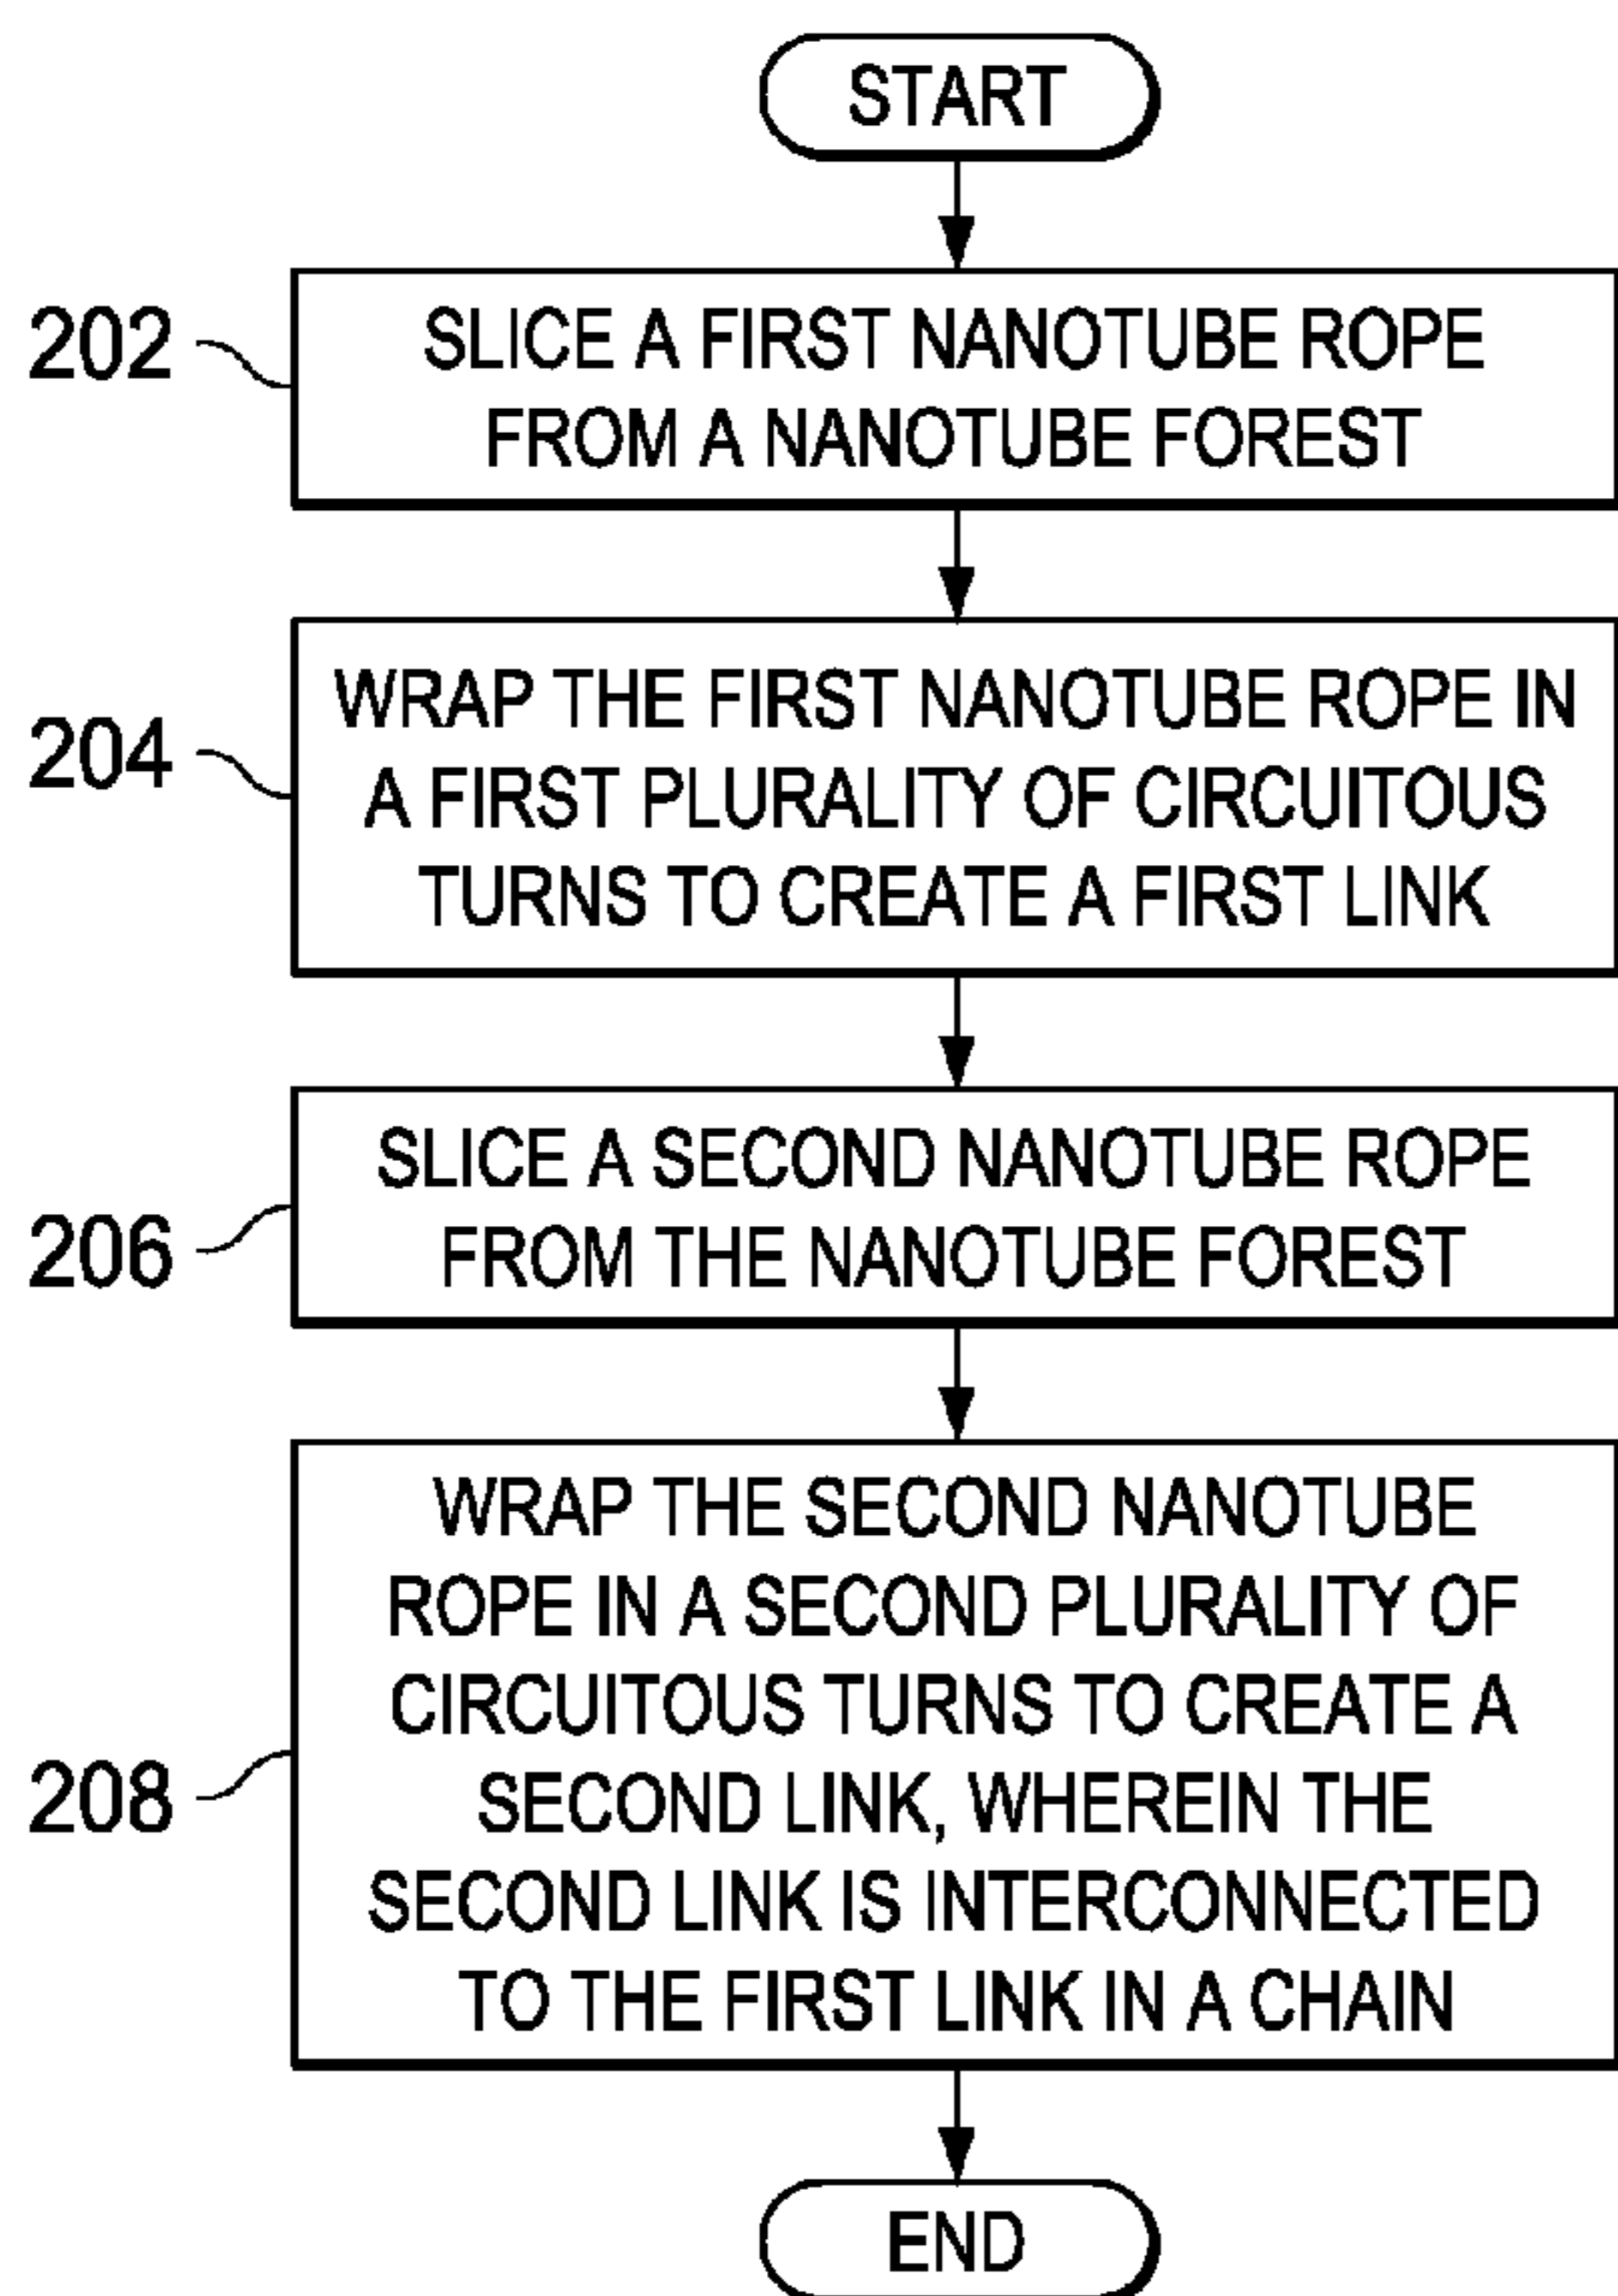 START
202
SLICE A FIRST NANOTUBE ROPE
FROM A NANOTUBE FOREST
204
WRAP THE FIRST NANOTUBE ROPE IN
A FIRST PLURALITY OF CIRCUITOUS
TURNS TO CREATE A FIRST LINK
206
SLICE A SECOND NANOTUBE ROPE
FROM THE NANOTUBE FOREST
208
WRAP THE SECOND NANOTUBE
ROPE IN A SECOND PLURALITY OF
CIRCUITOUS TURNS TO CREATE A
SECOND LINK, WHEREIN THE
SECOND LINK IS INTERCONNECTED
TO THE FIRST LINK IN A CHAIN
END